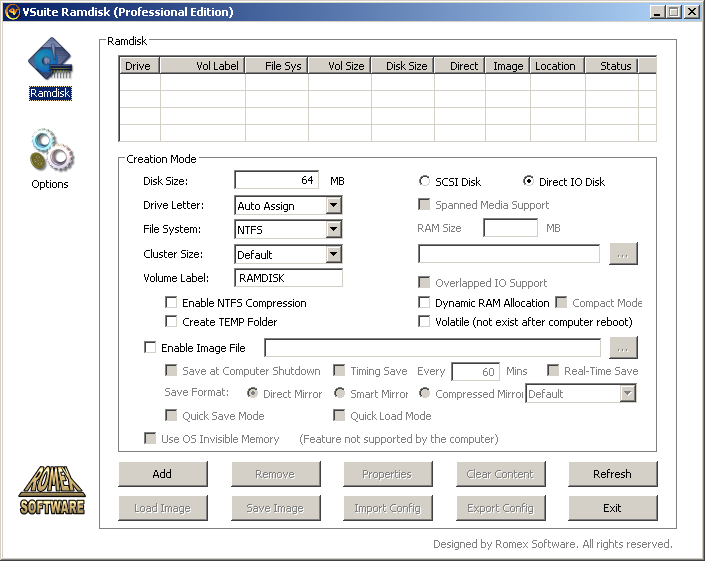 VSuite Ramdisk (Professional Edition)
Ramdisk
Options
ROMEX
SOFTWARE
Ramdisk
Drive Vol Label File Sys Vol Size Disk Size Direct Image Location Status
Creation Mode
Disk Size: 64 MB SCSI Disk Direct IO Disk
Drive Letter: Auto Assign Spanned Media Support
File System: NTFS RAM Size MB
Cluster Size: Default ...
Volume Label: RAMDISK Overlapped IO Support
Enable NTFS Compression Dynamic RAM Allocation Compact Mode
Create TEMP Folder Volatile (not exist after computer reboot)
Enable Image File ...
Save at Computer Shutdown Timing Save Every 60 Mins Real-Time Save
Save Format: Direct Mirror Smart Mirror Compressed Mirror Default
Quick Save Mode Quick Load Mode
Use OS Invisible Memory (Feature not supported by the computer)
Add Remove Properties Clear Content Refresh
Load Image Save Image Import Config Export Config Exit
Designed by Romex Software. All rights reserved.